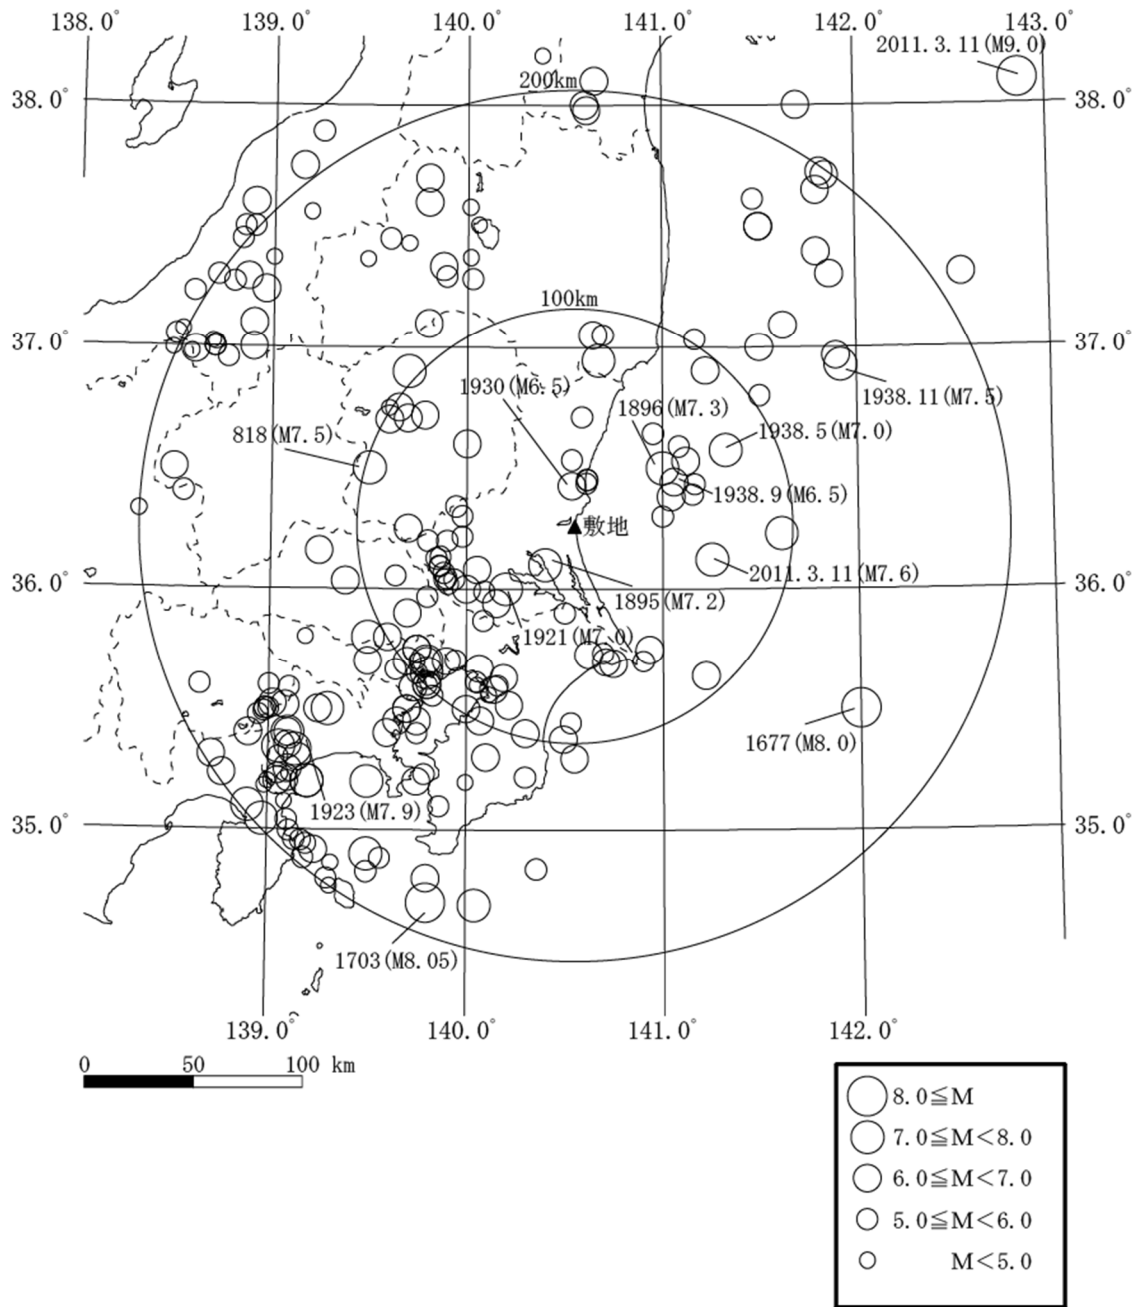 138.0° 139.0° 140.0° 141.0° 142.0° 143.0°
2011.3.11(M9.0)
200km
38.0° 38.0°
100km
37.0° 37.0°
1930(M6.5)
1896(M7.3)
1938.11(M7.5)
818(M7.5)
1938.5(M7.0)
1938.9(M6.5)
▲敷地
36.0° 36.0°
2011.3.11(M7.6)
1895(M7.2)
1921(M7.0)
1677(M8.0)
1923(M7.9)
35.0° 35.0°
1703(M8.05)
139.0° 140.0° 141.0° 142.0°
0 50 100 km
8.0≦M
7.0≦M<8.0
6.0≦M<7.0
5.0≦M<6.0
M<5.0